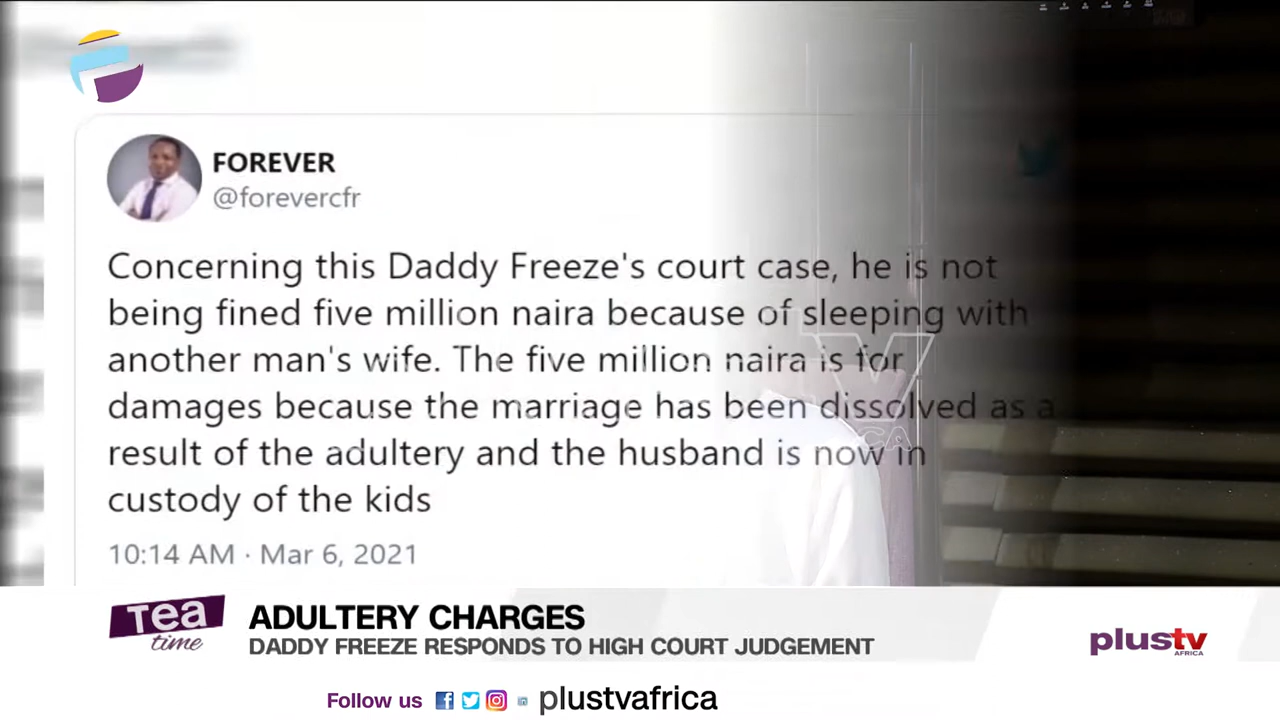 FOREVER
@forevercfr
Concerning this Daddy Freeze's court case, he is not
being fined five million naira because of sleeping with
another man's wife. The five million naira is for
damages because the marriage has been dissolved as a
result of the adultery and the husband is now in
custody of the kids
10:14 AM · Mar 6, 2021
Tea
time
ADULTERY CHARGES
DADDY FREEZE RESPONDS TO HIGH COURT JUDGEMENT
plustv
AFRICA
Follow us
plustvafrica